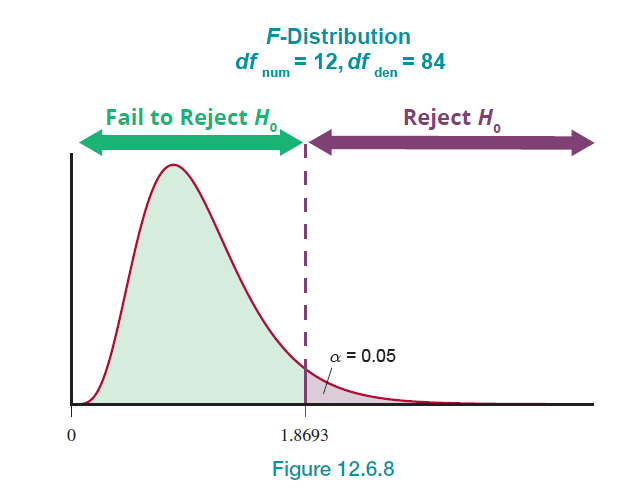 F-Distribution
df num = 12, df den = 84
Fail to Reject H0
Reject H0
α = 0.05
0
1.8693
Figure 12.6.8